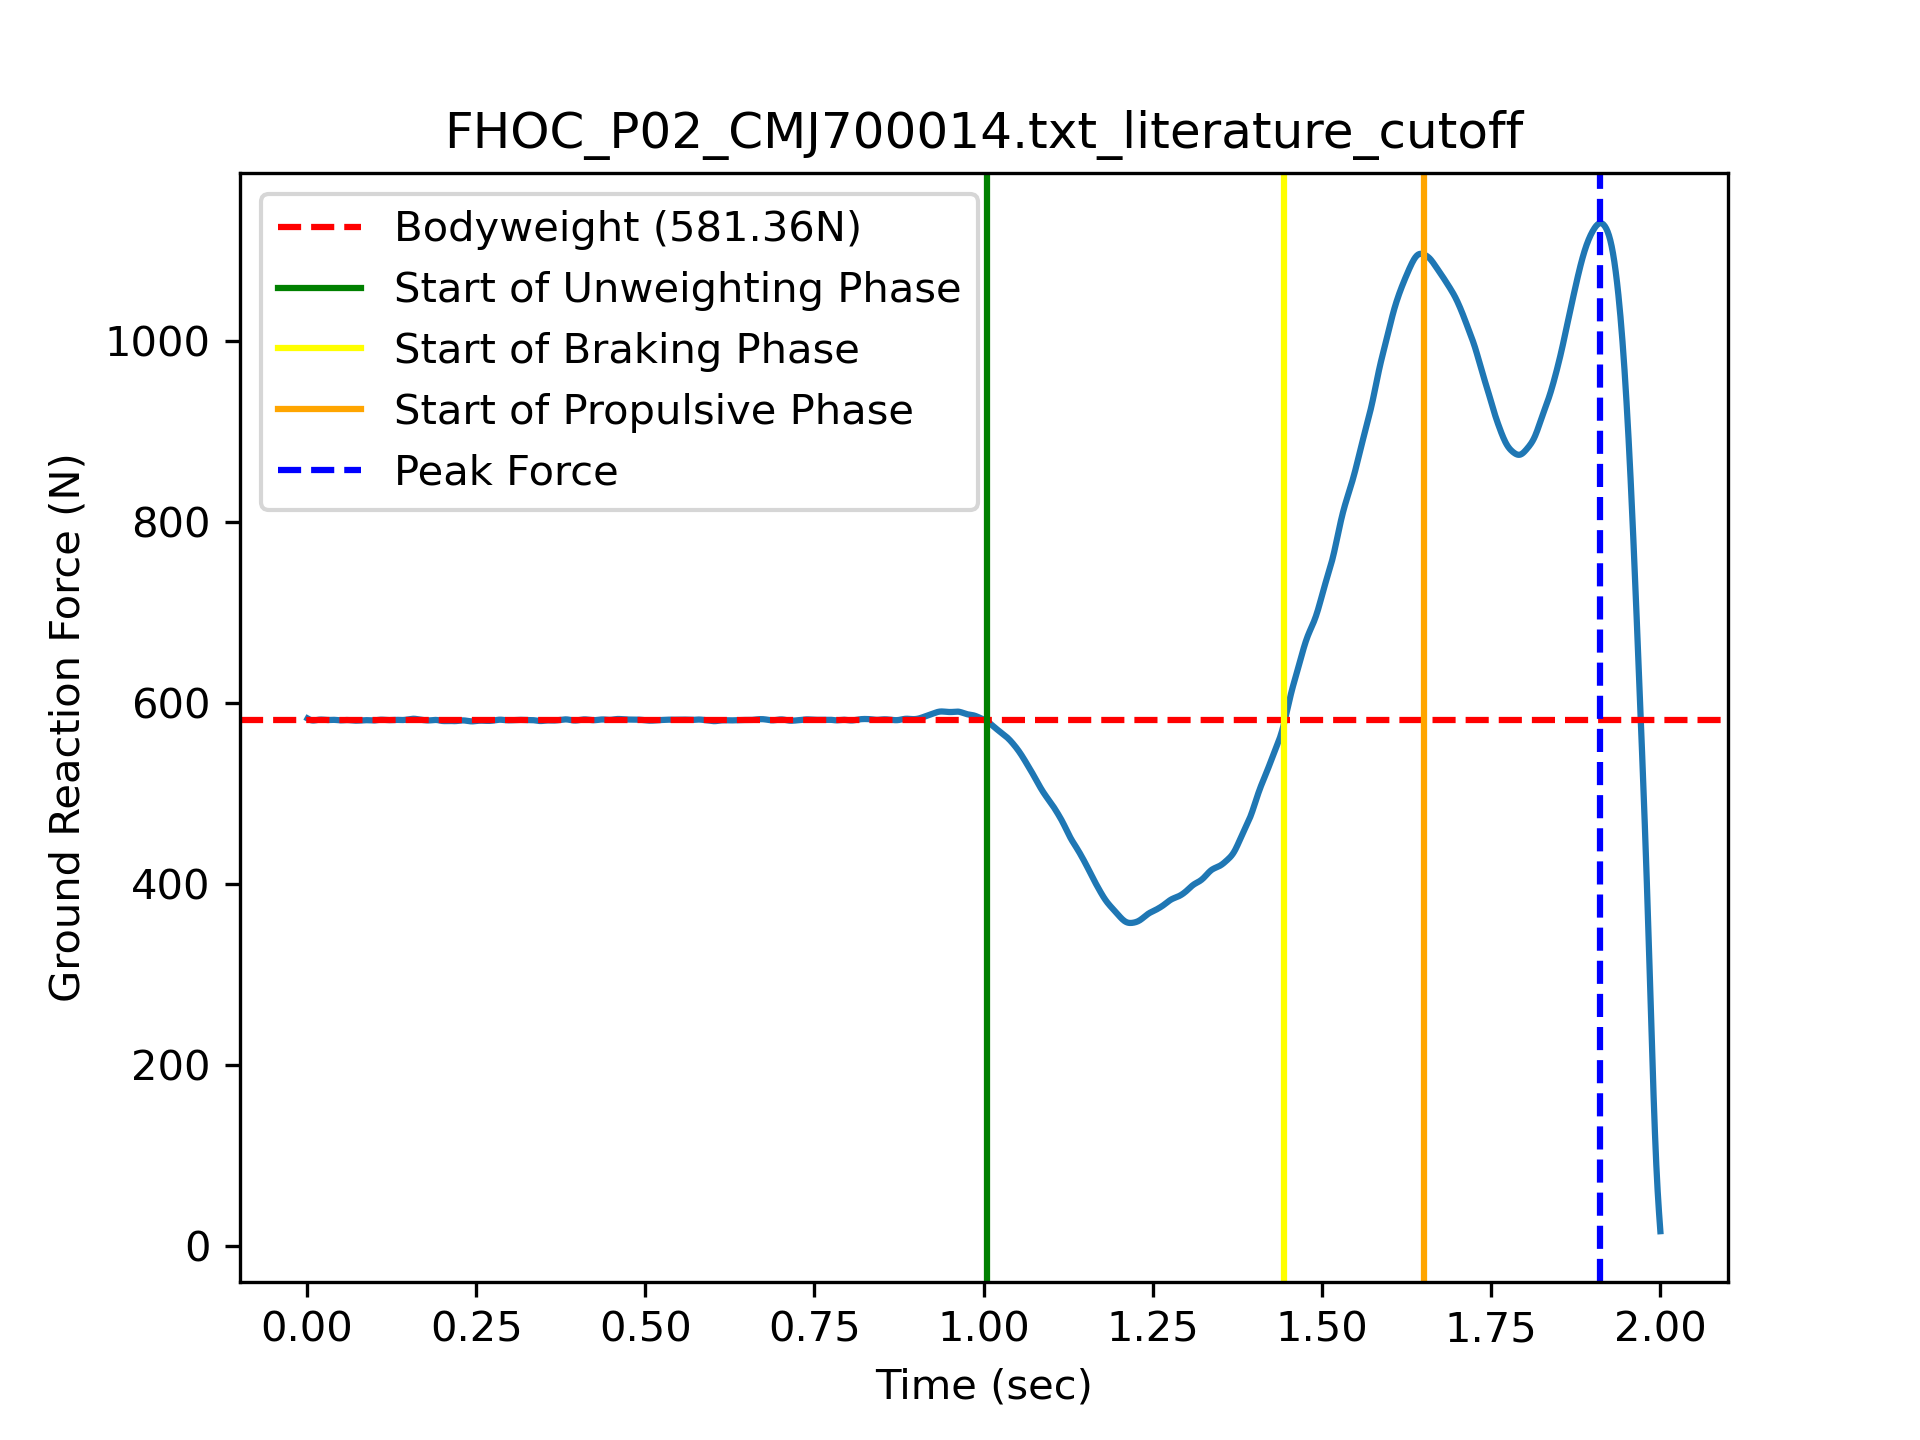 FHOC_P02_CMJ700014.txt_literature_cutoff
Bodyweight (581.36N)
Start of Unweighting Phase
Start of Braking Phase
Start of Propulsive Phase
Peak Force
Ground Reaction Force (N)
1000
800
600
400
200
0
0.00 0.25 0.50 0.75 1.00 1.25 1.50 1.75 2.00
Time (sec)